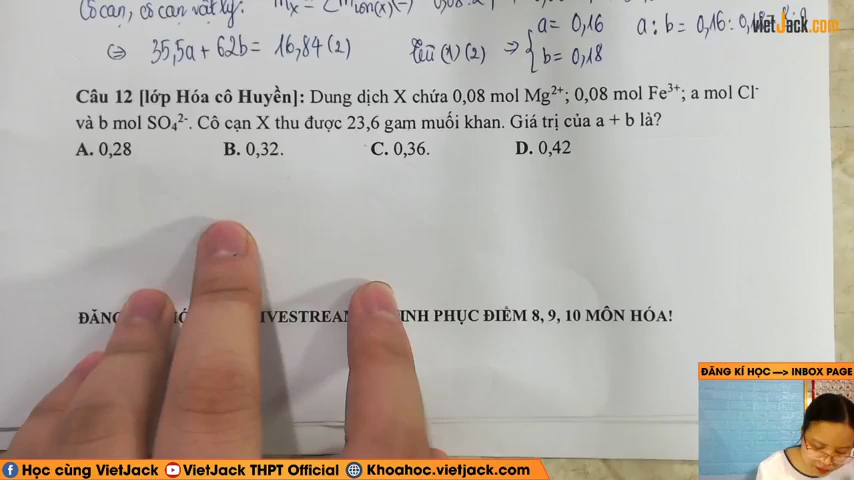 Cô cạn, cô cạn vật lý:
⇔ 35,5a + 62b = 16,84 (2) Từ (1) (2) ⇒ { a = 0,16 a : b = 0,16 :
b = 0,18
vietJack.com
Câu 12 [lớp Hóa cô Huyền]: Dung dịch X chứa 0,08 mol Mg²⁺; 0,08 mol Fe³⁺; a mol Cl⁻
và b mol SO₄²⁻. Cô cạn X thu được 23,6 gam muối khan. Giá trị của a + b là?
A. 0,28 B. 0,32. C. 0,36. D. 0,42
PHỤC ĐIỂM 8, 9, 10 MÔN HÓA!
ĐĂNG KÍ HỌC —> INBOX PAGE
Học cùng VietJack VietJack THPT Official Khoahoc.vietjack.com